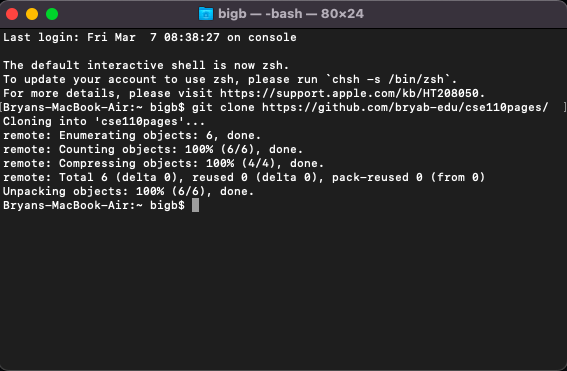 bigb — -bash — 80×24
Last login: Fri Mar  7 08:38:27 on console

The default interactive shell is now zsh.
To update your account to use zsh, please run `chsh -s /bin/zsh`.
For more details, please visit https://support.apple.com/kb/HT208050.
[Bryans-MacBook-Air:~ bigb$ git clone https://github.com/bryab-edu/cse110pages/ ]
Cloning into 'cse110pages'...
remote: Enumerating objects: 6, done.
remote: Counting objects: 100% (6/6), done.
remote: Compressing objects: 100% (4/4), done.
remote: Total 6 (delta 0), reused 0 (delta 0), pack-reused 0 (from 0)
Unpacking objects: 100% (6/6), done.
Bryans-MacBook-Air:~ bigb$